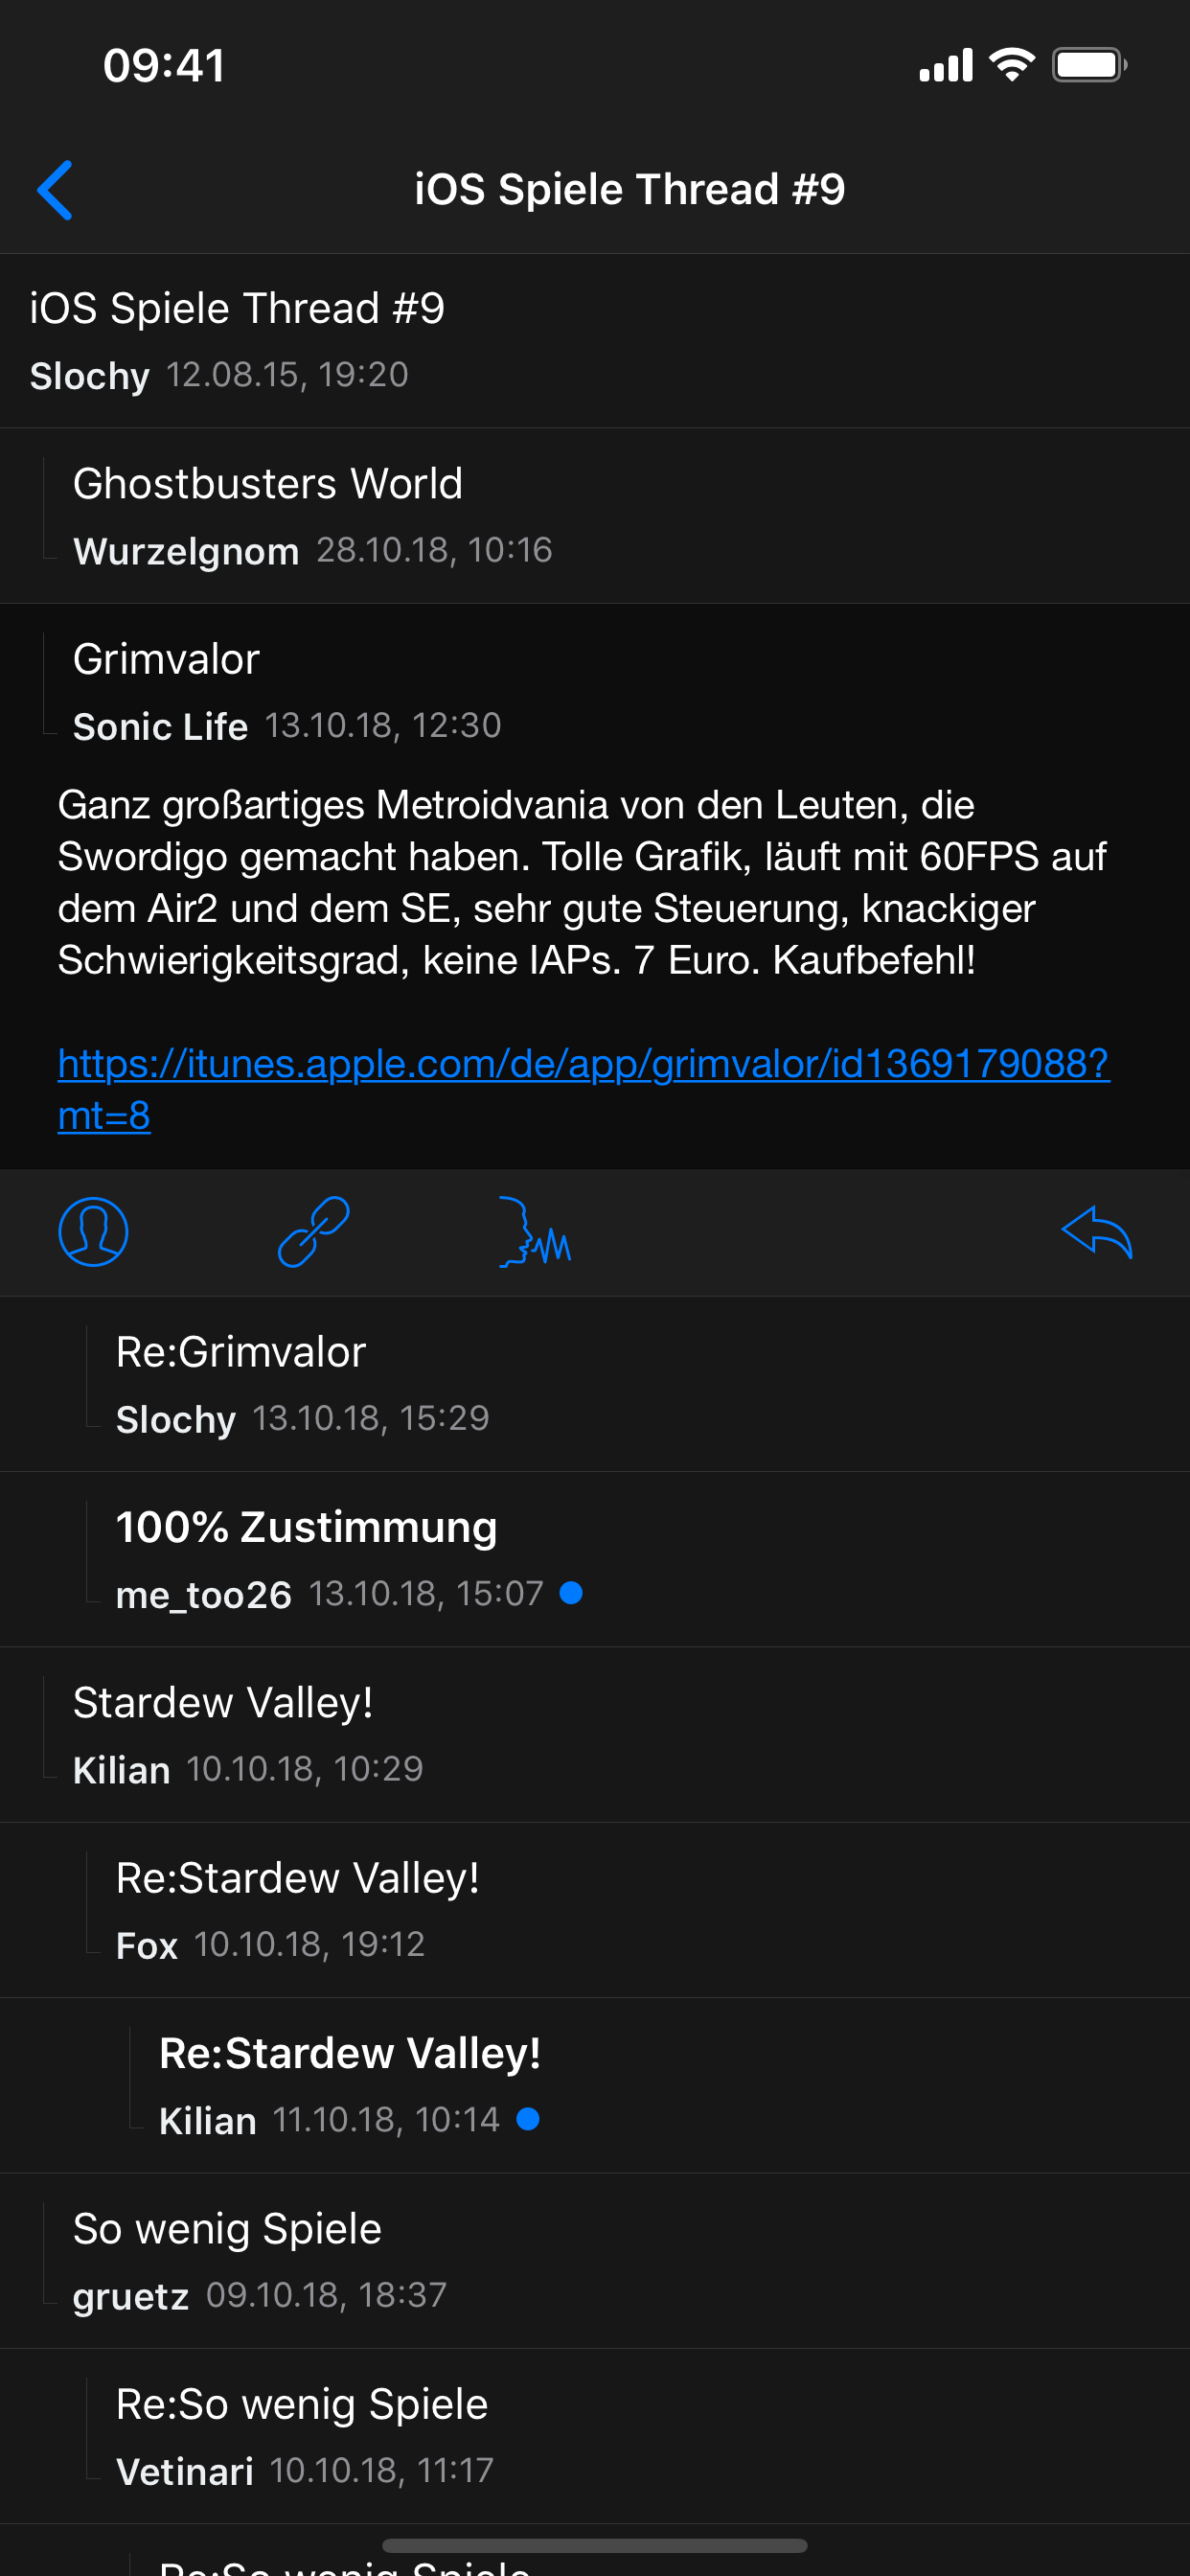 09:41
iOS Spiele Thread #9
iOS Spiele Thread #9
Slochy 12.08.15, 19:20
Ghostbusters World
Wurzelgnom 28.10.18, 10:16
Grimvalor
Sonic Life 13.10.18, 12:30
Ganz großartiges Metroidvania von den Leuten, die
Swordigo gemacht haben. Tolle Grafik, läuft mit 60FPS auf
dem Air2 und dem SE, sehr gute Steuerung, knackiger
Schwierigkeitsgrad, keine IAPs. 7 Euro. Kaufbefehl!
https://itunes.apple.com/de/app/grimvalor/id1369179088?
mt=8
Re:Grimvalor
Slochy 13.10.18, 15:29
100% Zustimmung
me_too26 13.10.18, 15:07
Stardew Valley!
Kilian 10.10.18, 10:29
Re:Stardew Valley!
Fox 10.10.18, 19:12
Re:Stardew Valley!
Kilian 11.10.18, 10:14
So wenig Spiele
gruetz 09.10.18, 18:37
Re:So wenig Spiele
Vetinari 10.10.18, 11:17
Re:So wenig Spiele